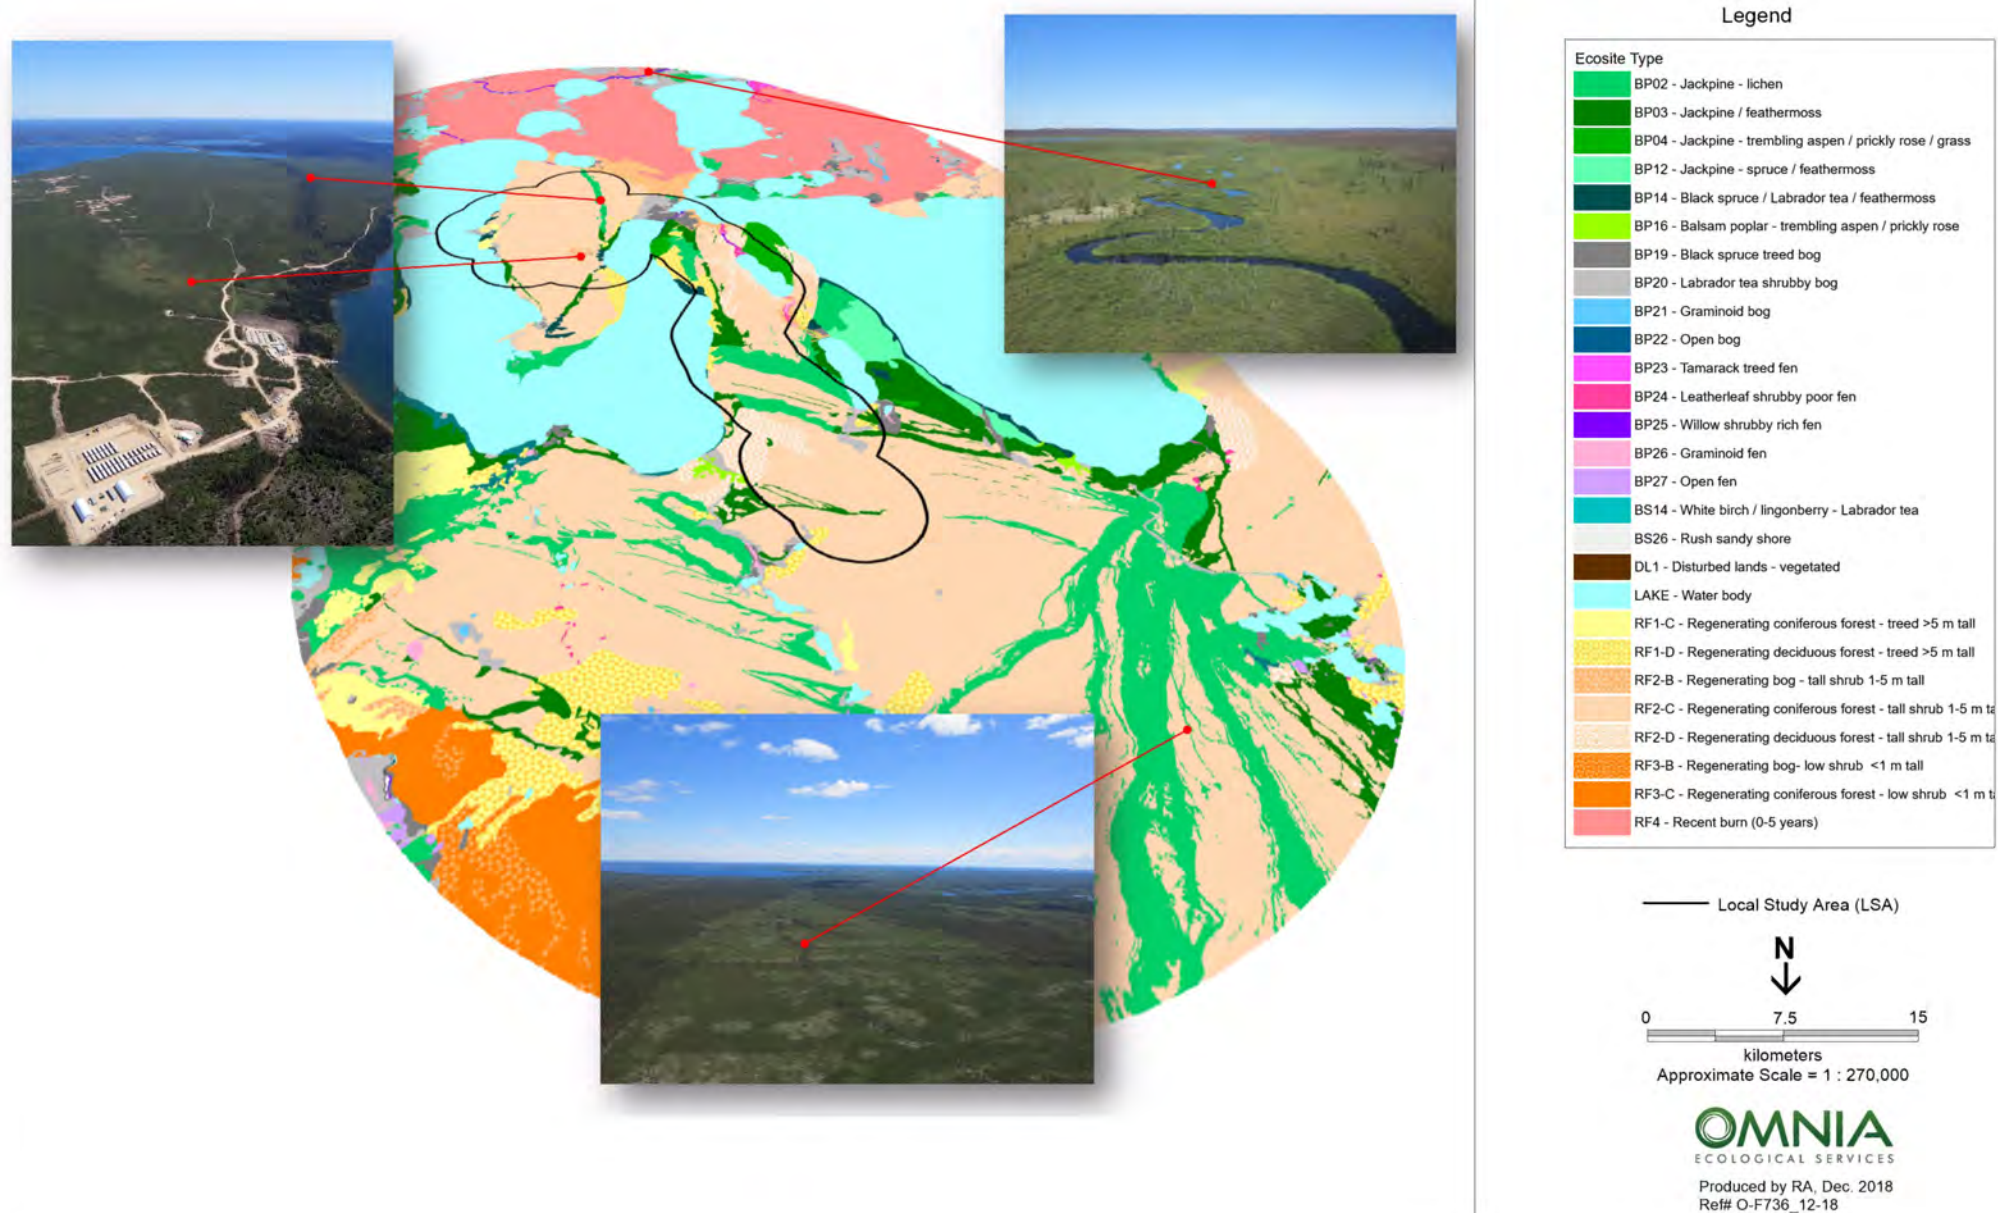 Legend
Ecosite Type
BP02 - Jackpine - lichen
BP03 - Jackpine / feathermoss
BP04 - Jackpine - trembling aspen / prickly rose / grass
BP12 - Jackpine - spruce / feathermoss
BP14 - Black spruce / Labrador tea / feathermoss
BP16 - Balsam poplar - trembling aspen / prickly rose
BP19 - Black spruce treed bog
BP20 - Labrador tea shrubby bog
BP21 - Graminoid bog
BP22 - Open bog
BP23 - Tamarack treed fen
BP24 - Leatherleaf shrubby poor fen
BP25 - Willow shrubby rich fen
BP26 - Graminoid fen
BP27 - Open fen
BS14 - White birch / lingonberry - Labrador tea
BS26 - Rush sandy shore
DL1 - Disturbed lands - vegetated
LAKE - Water body
RF1-C - Regenerating coniferous forest - treed >5 m tall
RF1-D - Regenerating deciduous forest - treed >5 m tall
RF2-B - Regenerating bog - tall shrub 1-5 m tall
RF2-C - Regenerating coniferous forest - tall shrub 1-5 m ta
RF2-D - Regenerating deciduous forest - tall shrub 1-5 m ta
RF3-B - Regenerating bog- low shrub <1 m tall
RF3-C - Regenerating coniferous forest - low shrub <1 m ta
RF4 - Recent burn (0-5 years)
Local Study Area (LSA)
N
0 7.5 15
kilometers
Approximate Scale = 1 : 270,000
OMNIA
ECOLOGICAL SERVICES
Produced by RA, Dec. 2018
Ref# O-F736_12-18